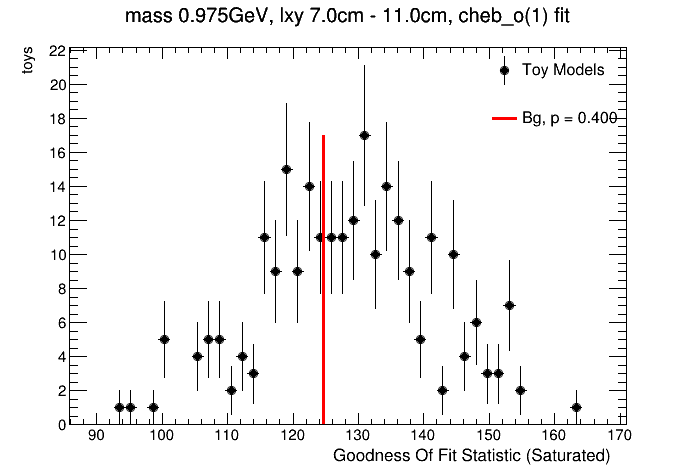 mass 0.975GeV, lxy 7.0cm - 11.0cm, cheb_o(1) fit
toys
22
20
18
16
14
12
10
8
6
4
2
0
Toy Models
Bg, p = 0.400
90 100 110 120 130 140 150 160 170
Goodness Of Fit Statistic (Saturated)